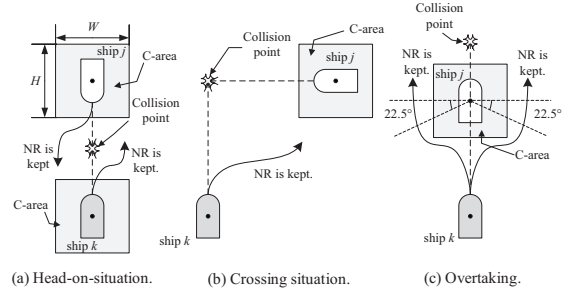 W
H
ship j
C-area
Collision
point
NR is
kept
NR is
kept.
C-area
ship k
(a) Head-on-situation.
Collision
point
C-area
ship j
NR is kept.
ship k
(b) Crossing situation.
Collision
point
NR is
kept.
NR is
kept.
ship j
22.5°
22.5°
C-area
ship k
(c) Overtaking.